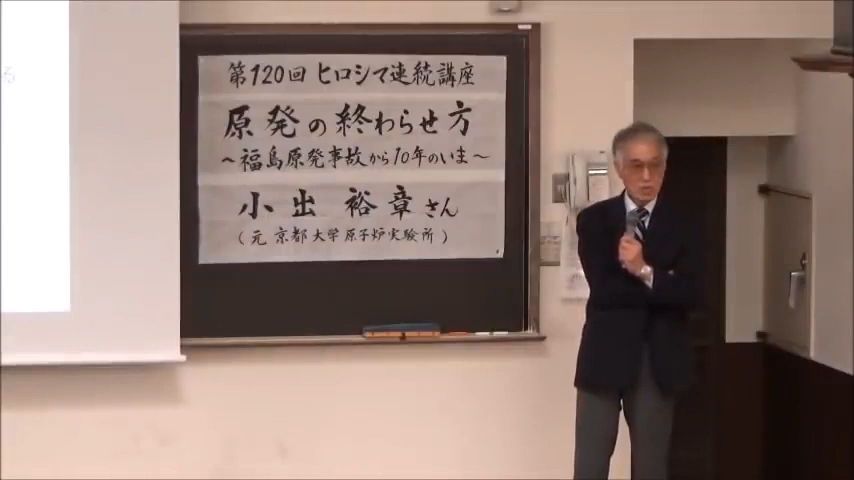 第120回 ヒロシマ連続講座
原発の終わらせ方
~福島原発事故から10年のいま~
小出 裕章さん
(元 京都大学原子炉実験所)
る